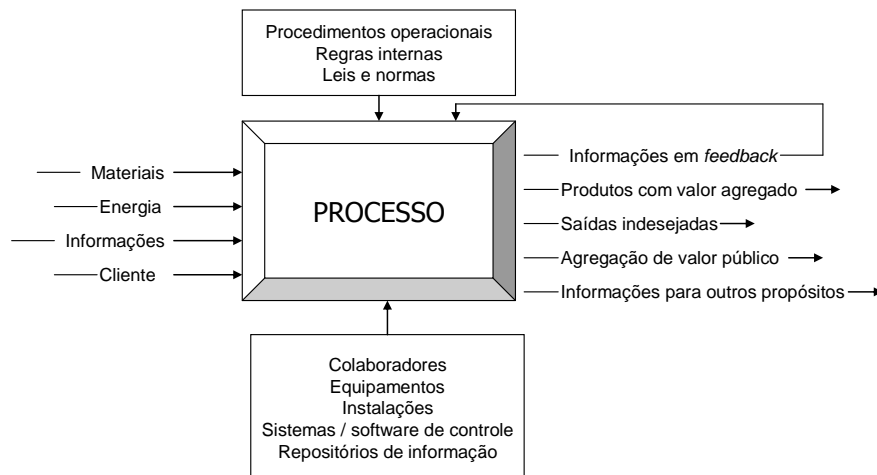 Procedimentos operacionais
Regras internas
Leis e normas
Materiais
Energia
Informações
Cliente
PROCESSO
Informações em feedback
Produtos com valor agregado
Saídas indesejadas
Agregação de valor público
Informações para outros propósitos
Colaboradores
Equipamentos
Instalações
Sistemas / software de controle
Repositórios de informação